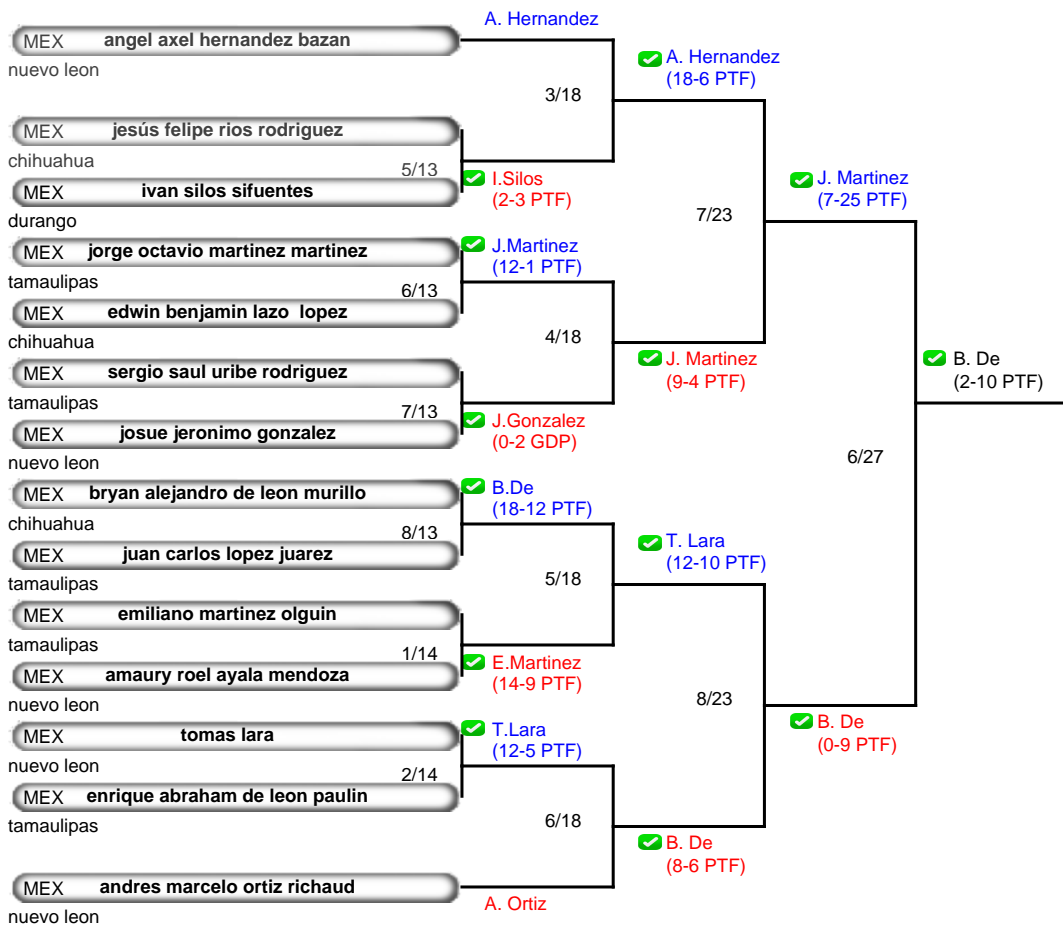 MEX angel axel hernandez bazan
nuevo leon
A. Hernandez
MEX jesús felipe rios rodriguez
chihuahua
5/13
MEX ivan silos sifuentes
durango
I.Silos
(2-3 PTF)
3/18
A. Hernandez
(18-6 PTF)
MEX jorge octavio martinez martinez
tamaulipas
6/13
MEX edwin benjamin lazo lopez
chihuahua
J.Martinez
(12-1 PTF)
MEX sergio saul uribe rodriguez
tamaulipas
7/13
MEX josue jeronimo gonzalez
nuevo leon
J.Gonzalez
(0-2 GDP)
4/18
J. Martinez
(9-4 PTF)
7/23
J. Martinez
(7-25 PTF)
MEX bryan alejandro de leon murillo
chihuahua
8/13
MEX juan carlos lopez juarez
tamaulipas
B.De
(18-12 PTF)
MEX emiliano martinez olguin
tamaulipas
1/14
MEX amaury roel ayala mendoza
nuevo leon
E.Martinez
(14-9 PTF)
5/18
T. Lara
(12-10 PTF)
MEX tomas lara
nuevo leon
2/14
MEX enrique abraham de leon paulin
tamaulipas
T.Lara
(12-5 PTF)
MEX andres marcelo ortiz richaud
nuevo leon
A. Ortiz
6/18
B. De
(8-6 PTF)
8/23
B. De
(0-9 PTF)
6/27
B. De
(2-10 PTF)